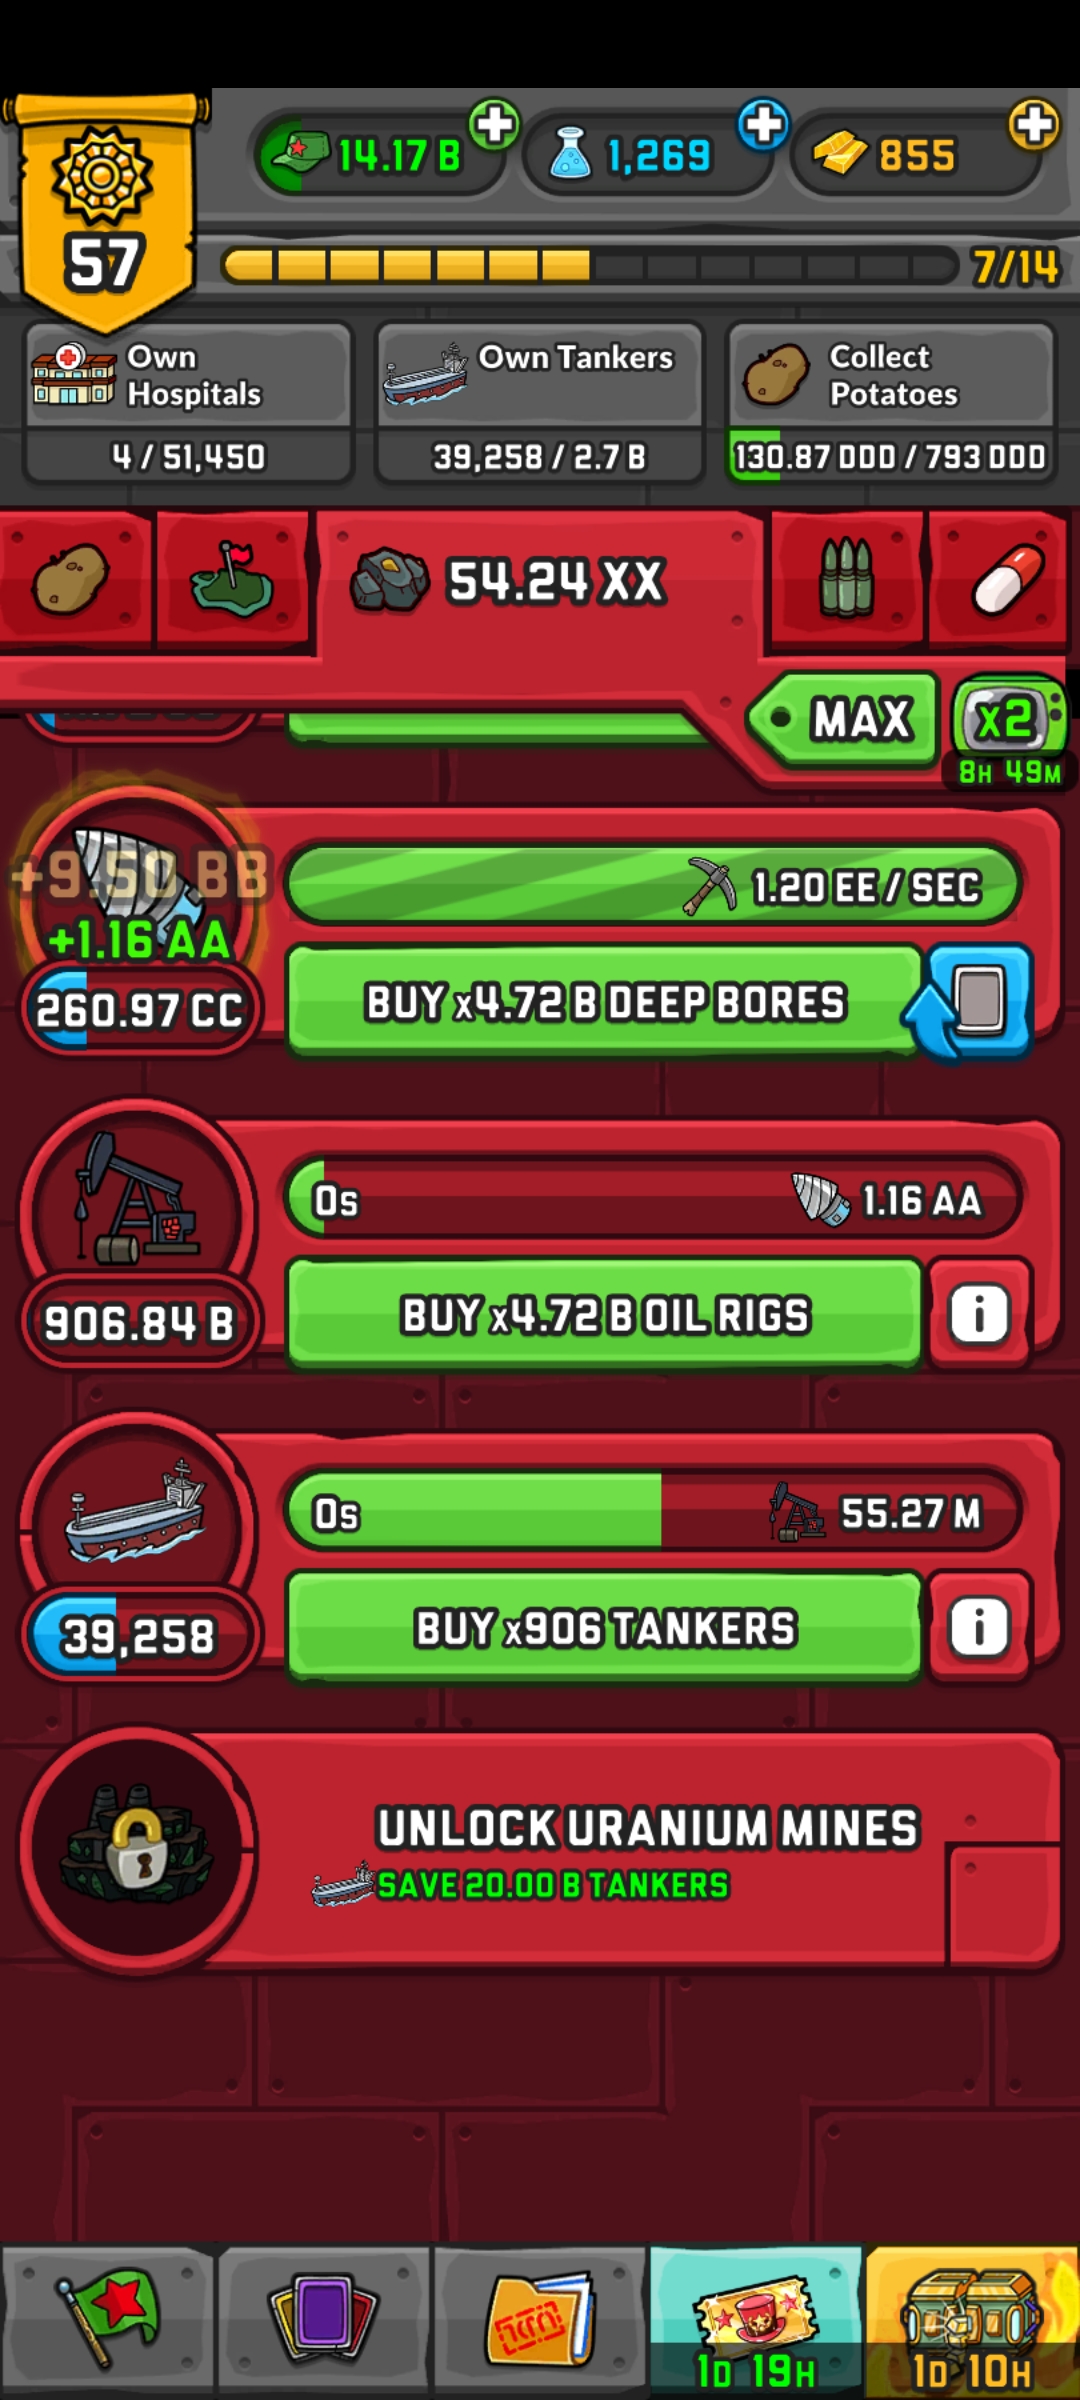 14.17 B
1,269
855
57
7/14
Own
Hospitals
4 / 51,450
Own Tankers
39,258 / 2.7 B
Collect
Potatoes
130.87 DDD / 793 DDD
54.24 XX
MAX
x2
8H 49M
+9.50 BB
+1.16 AA
260.97 CC
1.20 EE / SEC
BUY x4.72 B DEEP BORES
0s
1.16 AA
906.84 B
BUY x4.72 B OIL RIGS
i
0s
55.27 M
39,258
BUY x906 TANKERS
i
UNLOCK URANIUM MINES
SAVE 20.00 B TANKERS
1D 19H
1D 10H